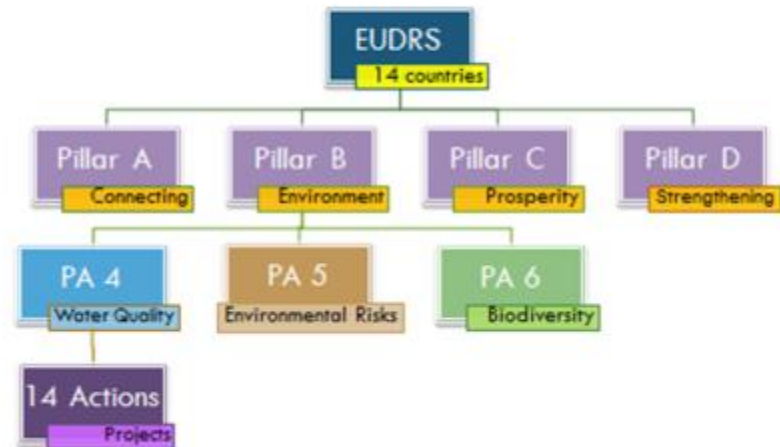 EUDRS
14 countries
Pillar A
Connecting
Pillar B
Environment
Pillar C
Prosperity
Pillar D
Strengthening
PA 4
Water Quality
PA 5
Environmental Risks
PA 6
Biodiversity
14 Actions
Projects